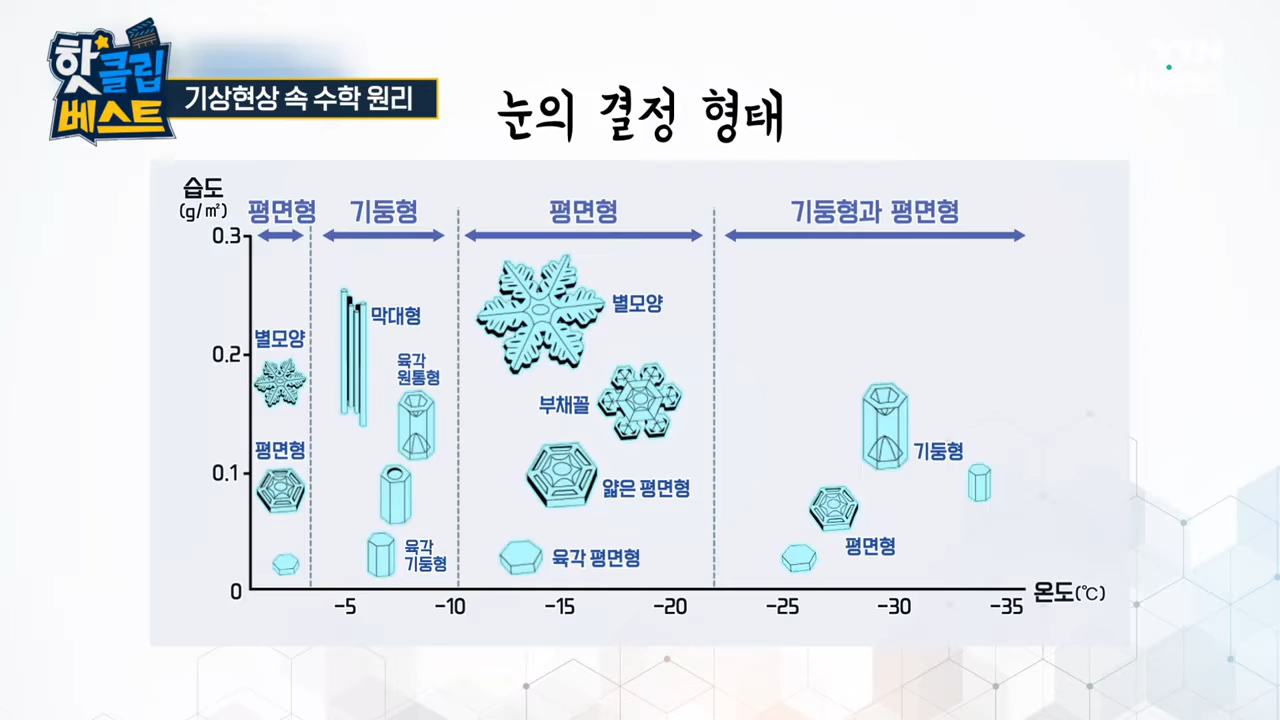 핫클립
베스트
기상현상 속 수학 원리
눈의 결정 형태
YTN
습도
(g/㎡)
평면형
기둥형
평면형
기둥형과 평면형
0.3
0.2
0.1
0
별모양
평면형
막대형
육각
원통형
육각
기둥형
별모양
부채꼴
얇은 평면형
육각 평면형
기둥형
평면형
-5
-10
-15
-20
-25
-30
-35
온도(℃)